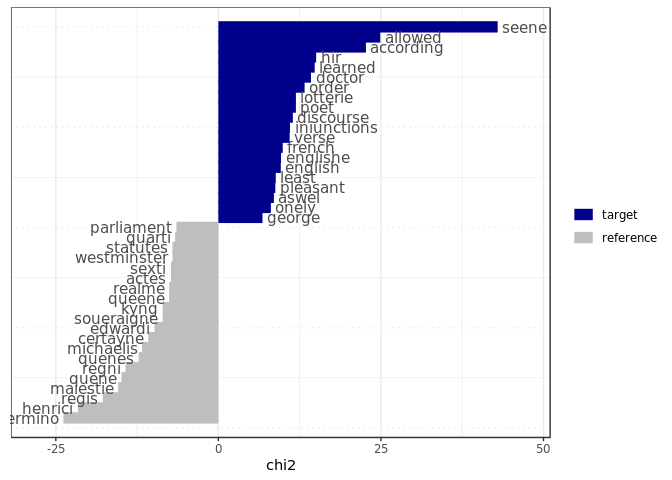 seene
allowed
according
hir
learned
doctor
order
lotterie
poet
discourse
iniunctions
verse
french
englishe
english
least
pleasant
aswel
onely
george
parliament
quarti
statutes
westminster
sexti
actes
realme
queene
kyng
soueraigne
edwardi
certayne
michaelis
quenes
regni
quene
maiestie
regis
henrici
ermino
target
reference
-25 0 25 50
chi2